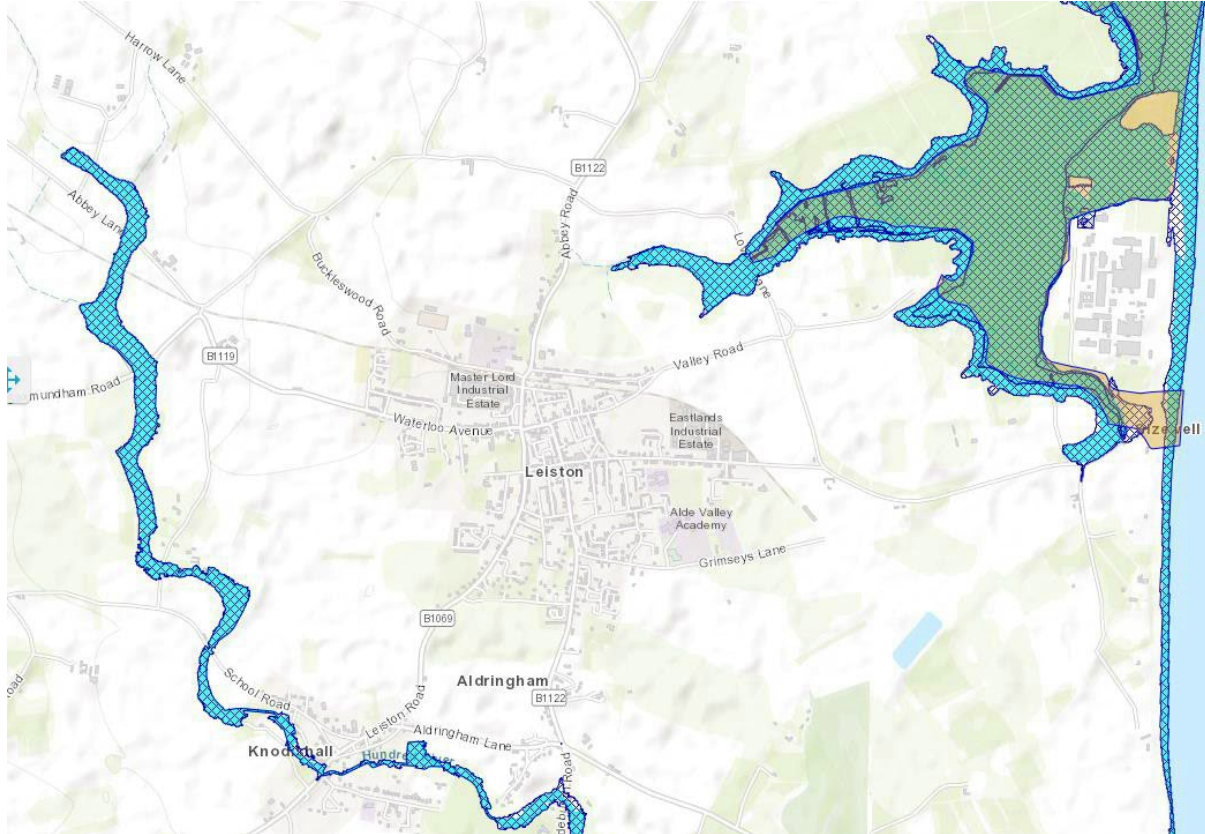 Harrow Lane
B1122
Abbey Lane
Abbey Road
Buckleswood Road
B1119
Valley Road
mundham Road
Master Lord
Industrial
Estate
Waterloo Avenue
Eastlands
Industrial
Estate
Leiston
Alde Valley
Academy
Grimseys Lane
B1069
School Road
Aldringham
B1122
Leiston Road
Aldringham Lane